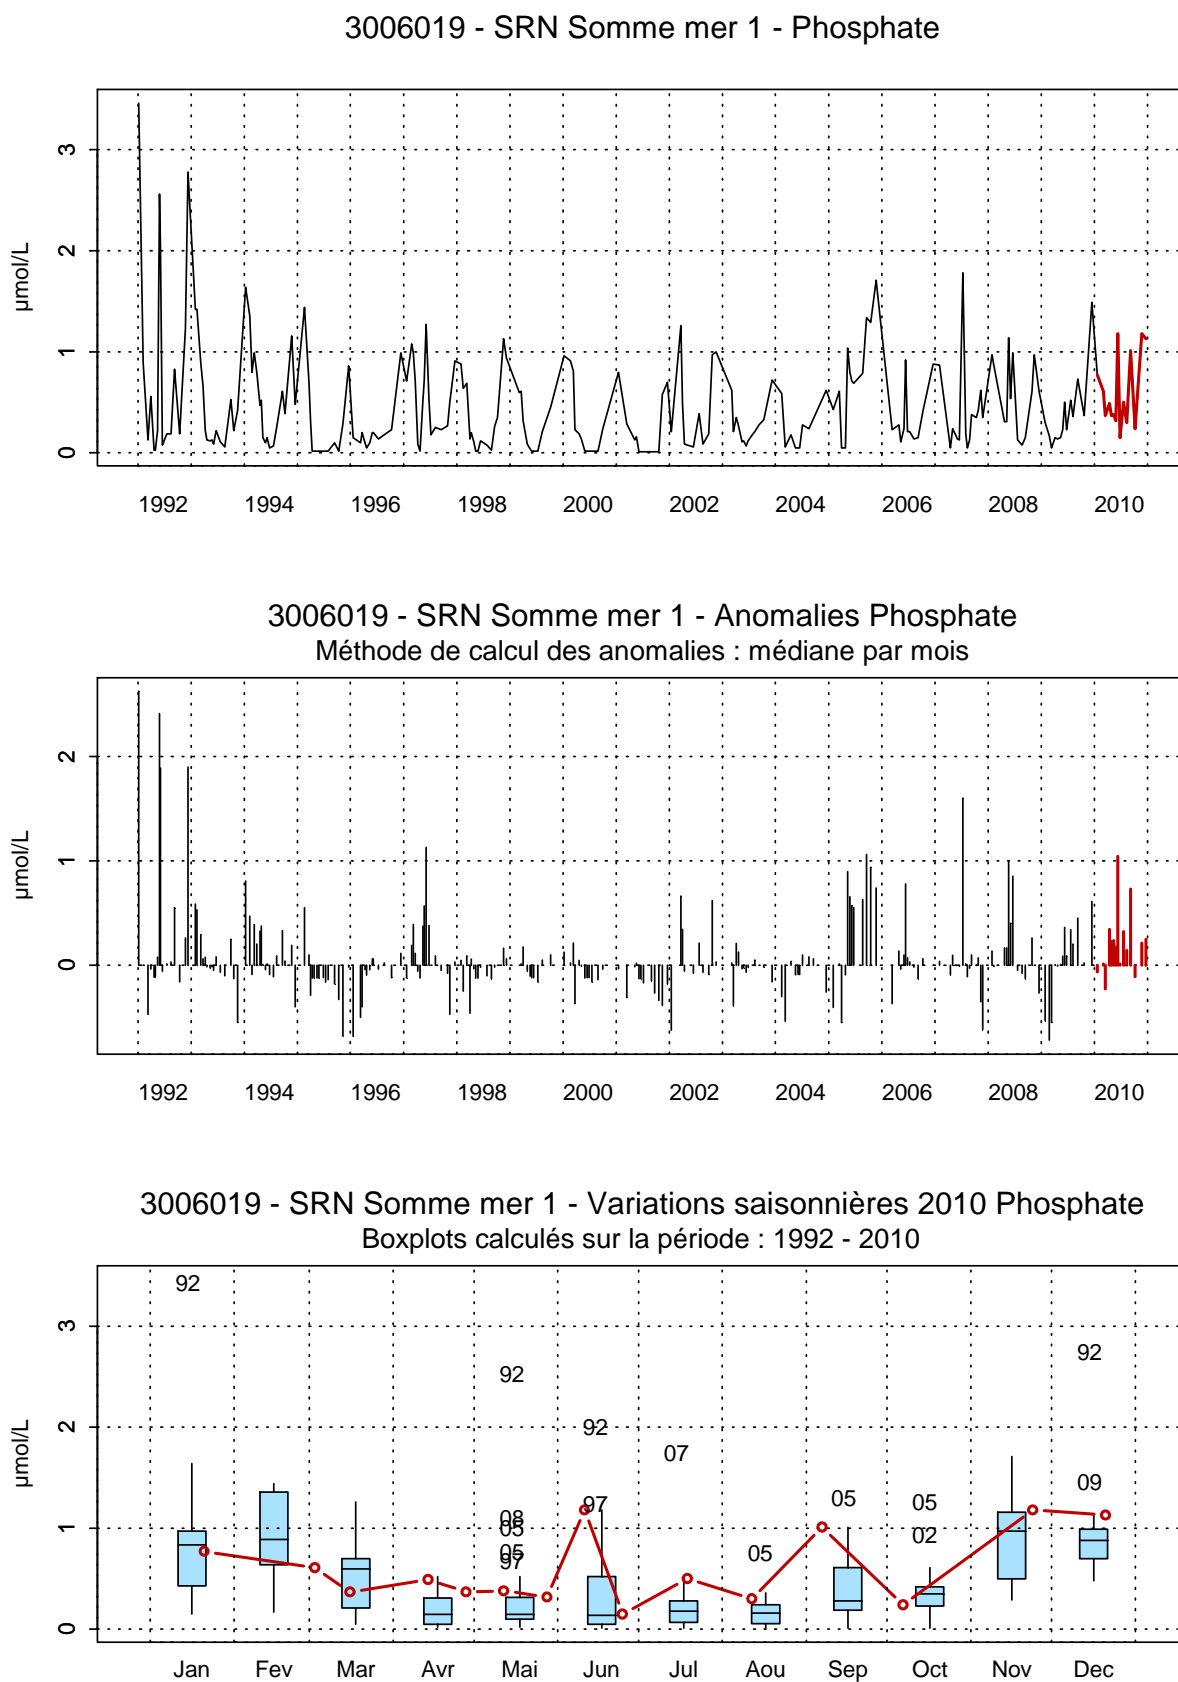 3006019 - SRN Somme mer 1 - Phosphate
3
2
1
0
µmol/L
1992 1994 1996 1998 2000 2002 2004 2006 2008 2010
3006019 - SRN Somme mer 1 - Anomalies Phosphate
Méthode de calcul des anomalies : médiane par mois
2
1
0
µmol/L
1992 1994 1996 1998 2000 2002 2004 2006 2008 2010
3006019 - SRN Somme mer 1 - Variations saisonnières 2010 Phosphate
Boxplots calculés sur la période : 1992 - 2010
92
3
92
92
92
2
07
09
97
05
05
08
05
02
05
05
97
1
0
µmol/L
Jan Fev Mar Avr Mai Jun Jul Aou Sep Oct Nov Dec